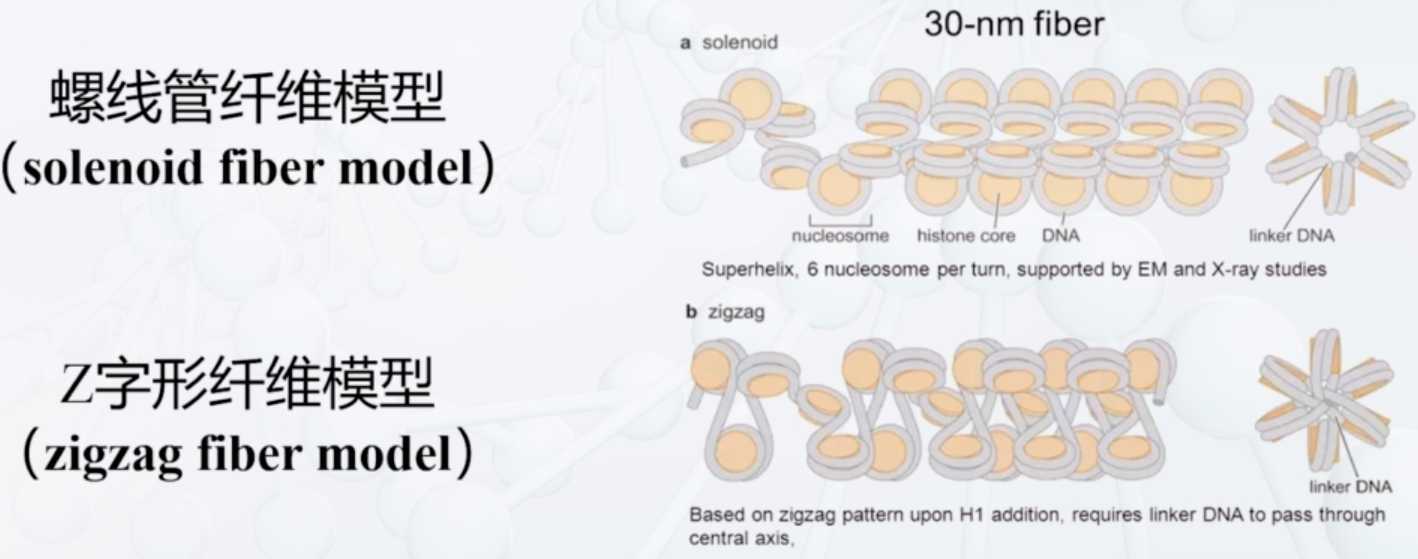 30-nm fiber
a solenoid
螺线管纤维模型
（solenoid fiber model）
nucleosome histone core DNA linker DNA
Superhelix, 6 nucleosome per turn, supported by EM and X-ray studies
b zigzag
Z字形纤维模型
（zigzag fiber model）
linker DNA
Based on zigzag pattern upon H1 addition, requires linker DNA to pass through
central axis,